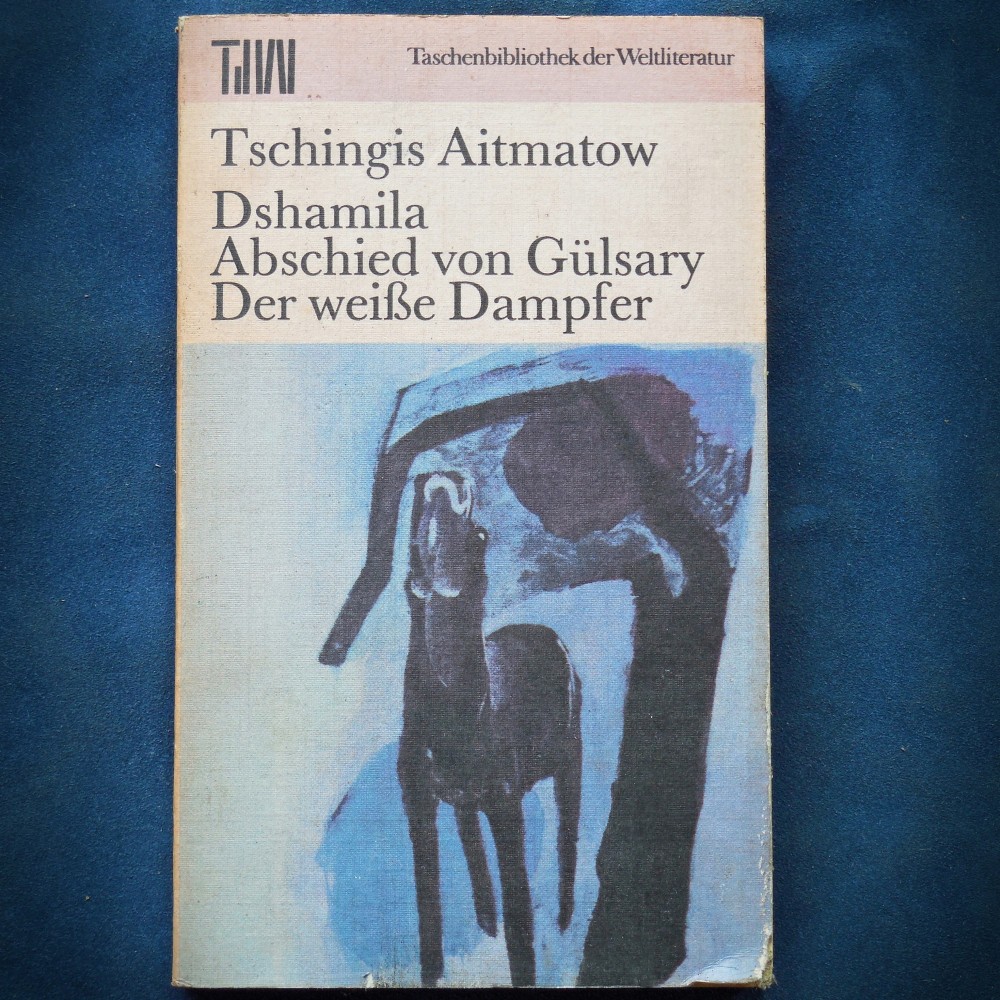 TdW
Taschenbibliothek der Weltliteratur
Tschingis Aitmatow
Dshamila
Abschied von Gülsary
Der weiße Dampfer